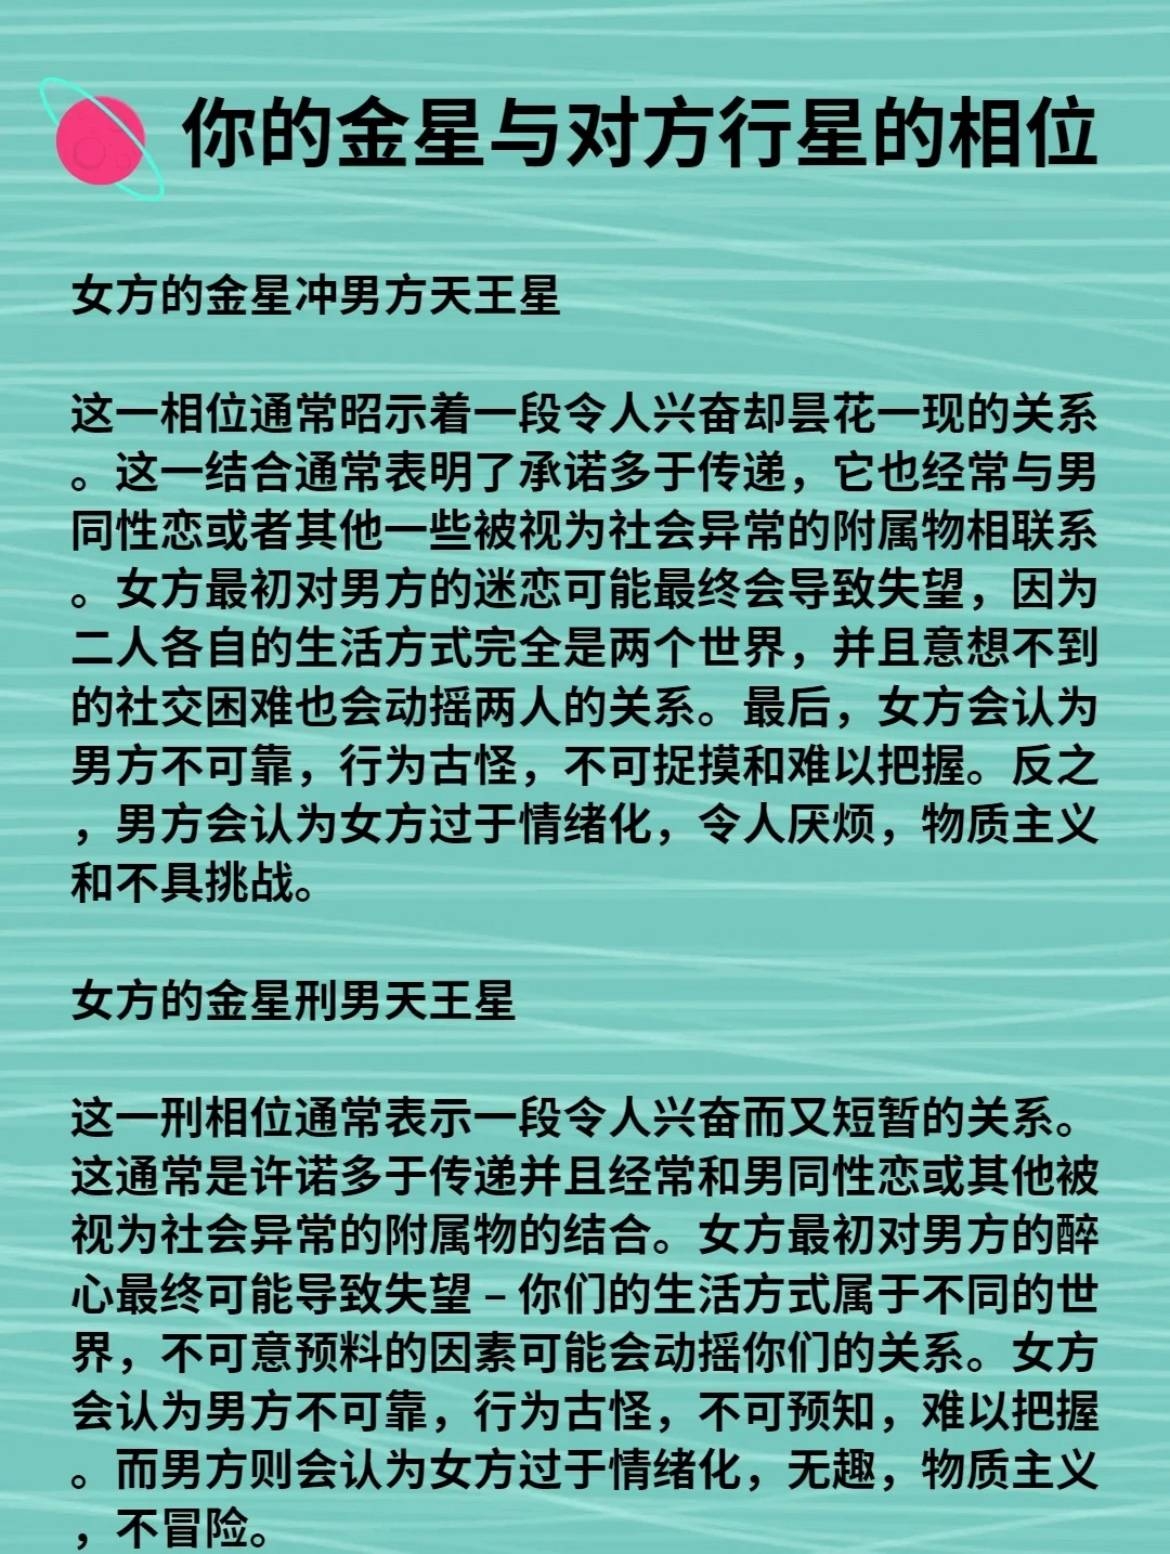 你的金星与对方行星的相位
女方的金星冲男方天王星
这一相位通常昭示着一段令人兴奋却昙花一现的关系
。这一结合通常表明了承诺多于传递，它也经常与男
同性恋或者其他一些被视为社会异常的附属物相联系
。女方最初对男方的迷恋可能最终会导致失望，因为
二人各自的生活方式完全是两个世界，并且意想不到
的社交困难也会动摇两人的关系。最后，女方会认为
男方不可靠，行为古怪，不可捉摸和难以把握。反之
，男方会认为女方过于情绪化，令人厌烦，物质主义
和不具挑战。
女方的金星刑男天王星
这一刑相位通常表示一段令人兴奋而又短暂的关系。
这通常是许诺多于传递并且经常和男同性恋或其他被
视为社会异常的附属物的结合。女方最初对男方的醉
心最终可能导致失望 – 你们的生活方式属于不同的世
界，不可意预料的因素可能会动摇你们的关系。女方
会认为男方不可靠，行为古怪，不可预知，难以把握
。而男方则会认为女方过于情绪化，无趣，物质主义
，不冒险。